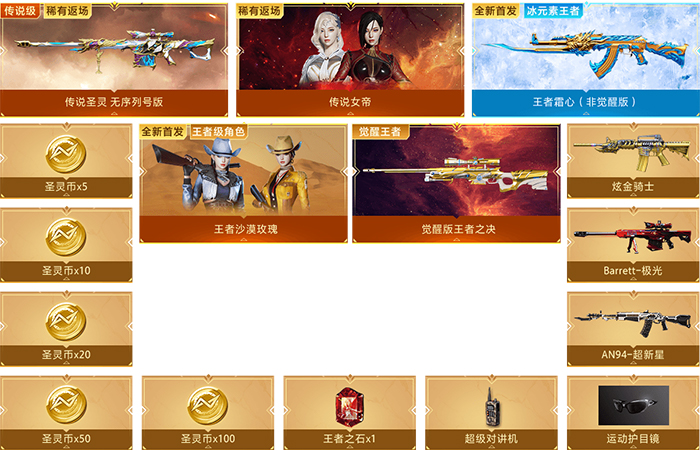 传说级 稀有返场
传说圣灵 无序列号版
稀有返场
传说女帝
全新首发 冰元素王者
王者霜心（非觉醒版）
圣灵币x5
全新首发 王者级角色
王者沙漠玫瑰
觉醒王者
觉醒版王者之决
炫金骑士
圣灵币x10
Barrett-极光
圣灵币x20
AN94-超新星
圣灵币x50
圣灵币x100
王者之石x1
超级对讲机
运动护目镜